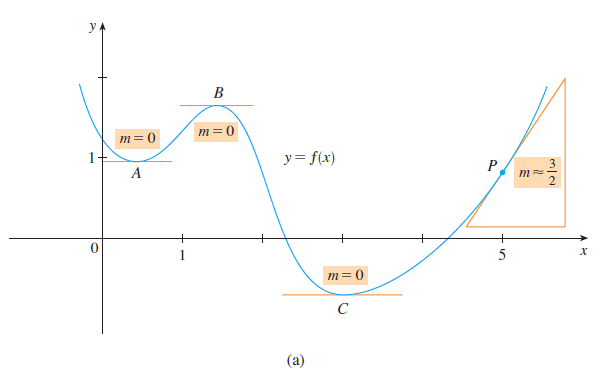 y
B
m = 0
m = 0
y = f(x)
1
A
P
m ≈ 3/2
0
1
5
x
m = 0
C
(a)